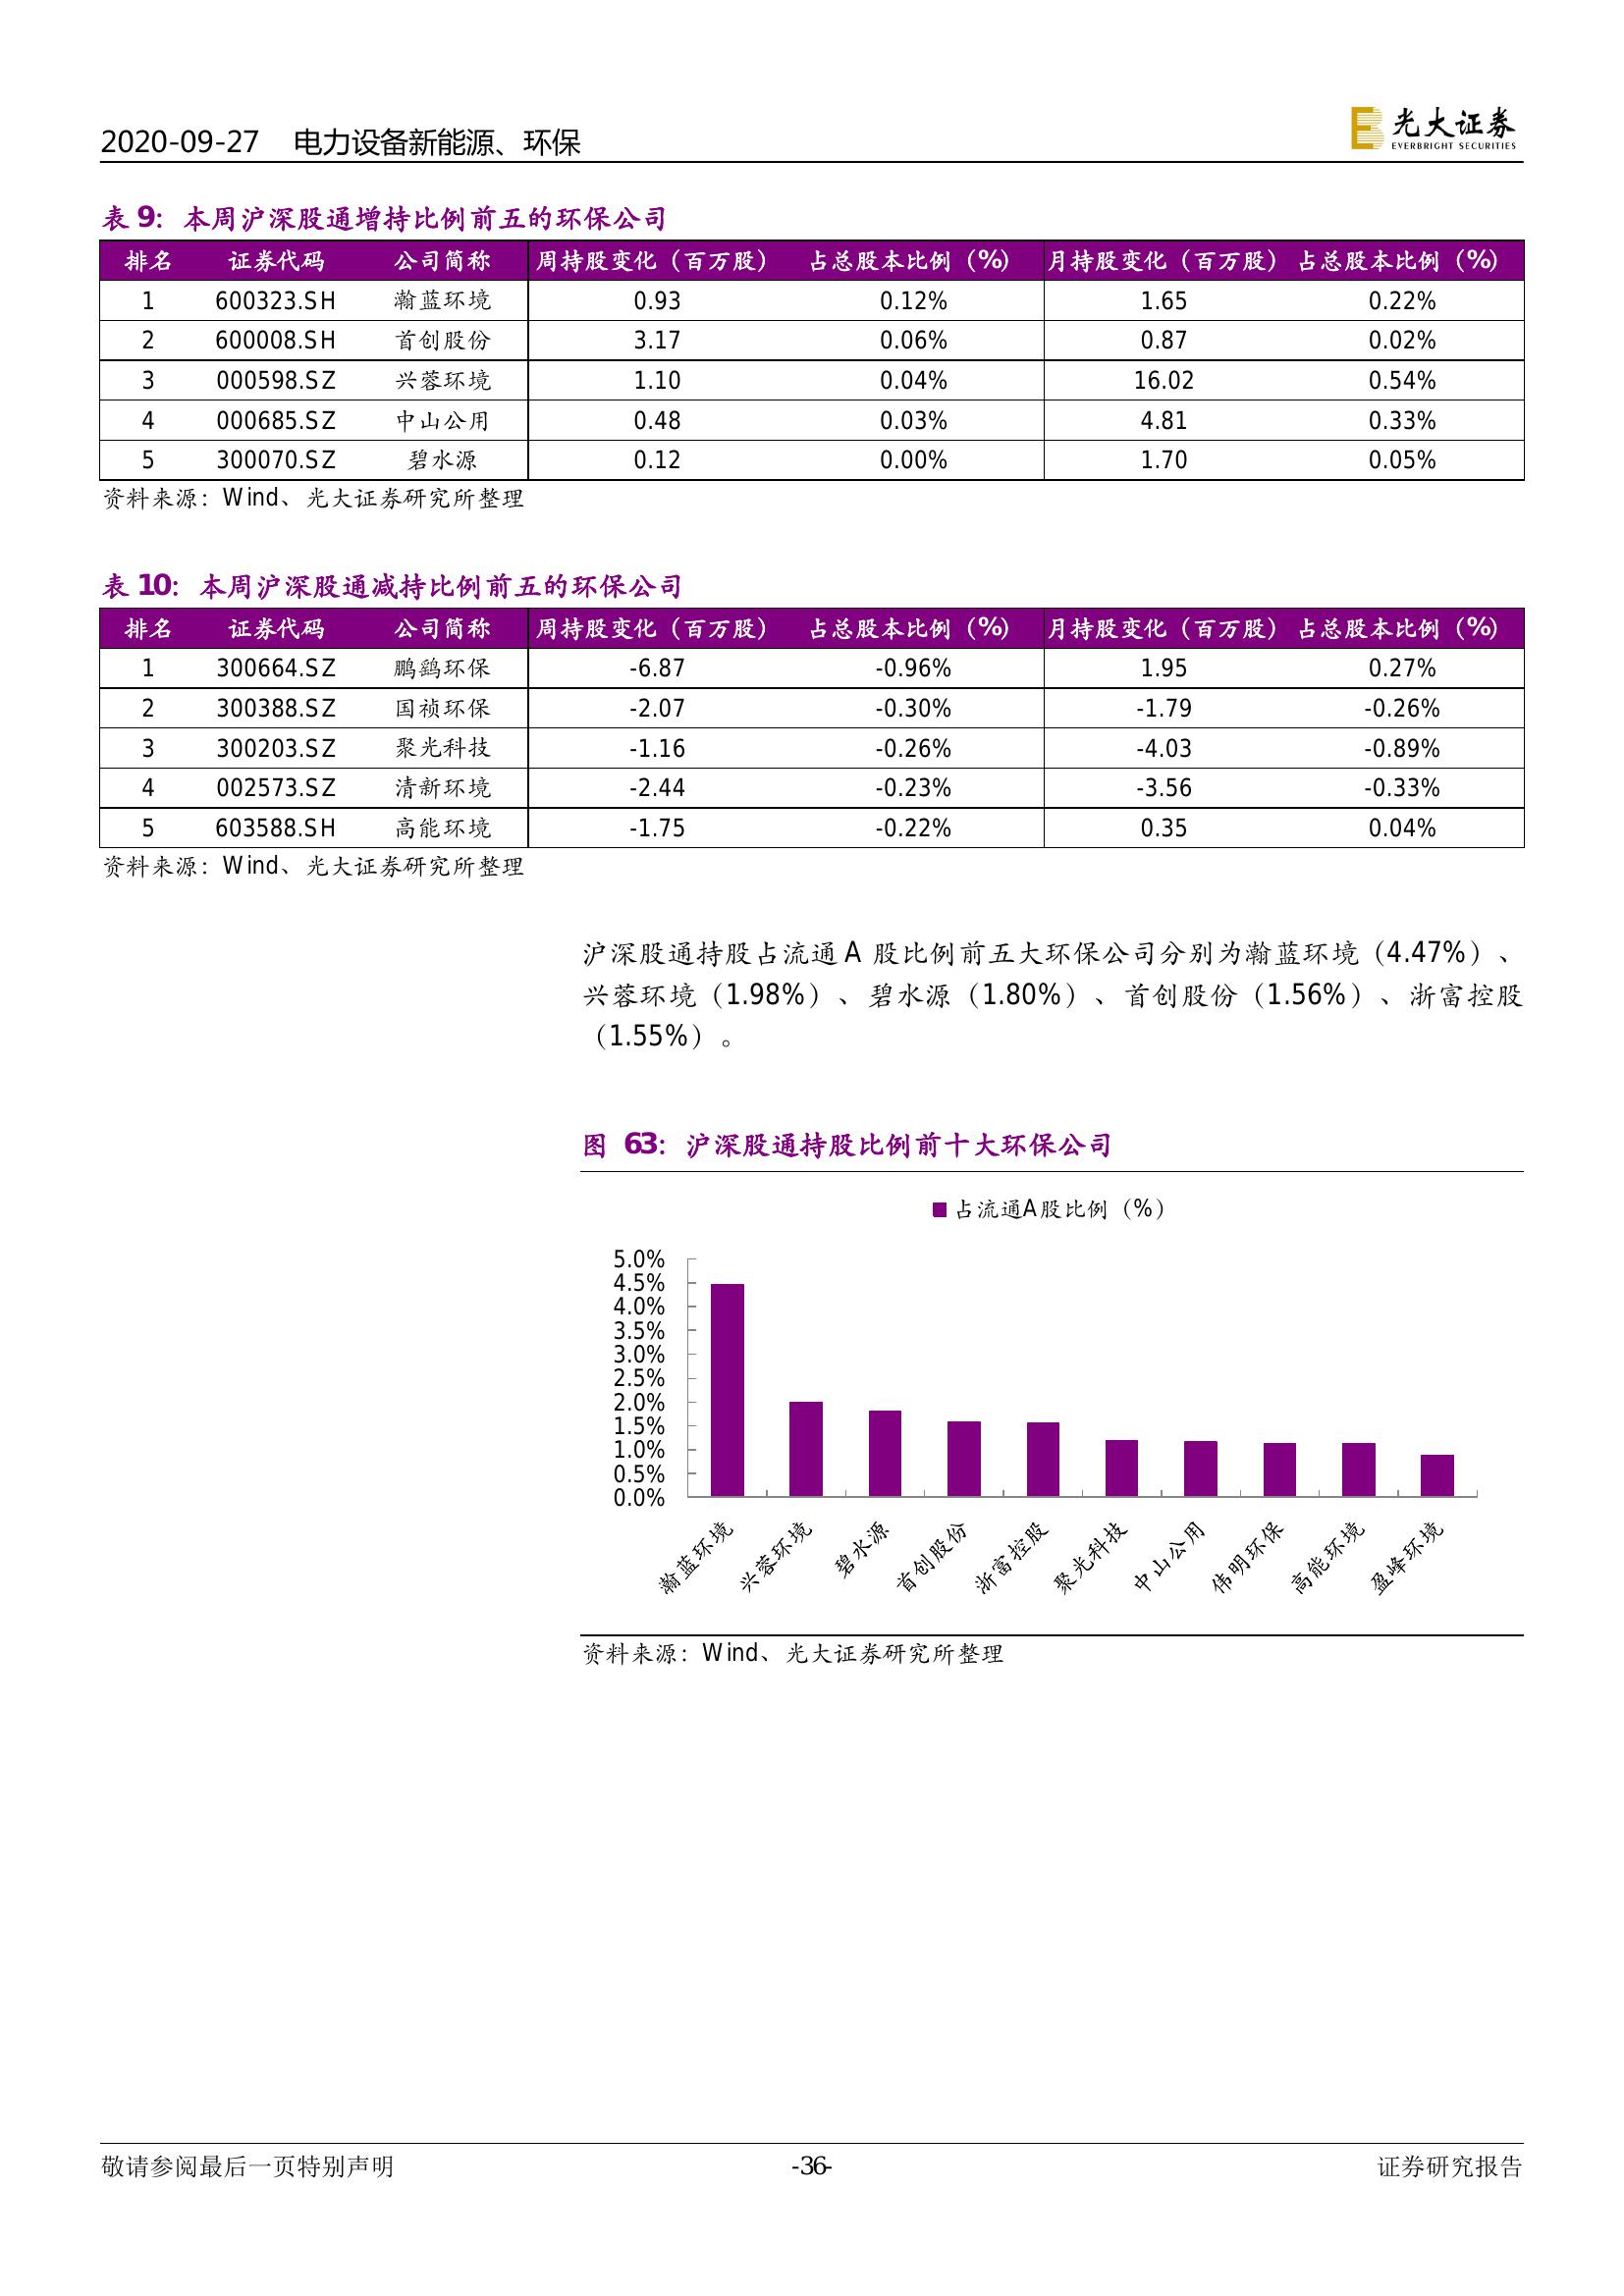 2020-09-27 电力设备新能源、环保
光大证券
EVERBRIGHT SECURITIES
表 9：本周沪深股通增持比例前五的环保公司
排名 证券代码 公司简称 周持股变化（百万股） 占总股本比例（%） 月持股变化（百万股） 占总股本比例（%）
1 600323.SH 瀚蓝环境 0.93 0.12% 1.65 0.22%
2 600008.SH 首创股份 3.17 0.06% 0.87 0.02%
3 000598.SZ 兴蓉环境 1.10 0.04% 16.02 0.54%
4 000685.SZ 中山公用 0.48 0.03% 4.81 0.33%
5 300070.SZ 碧水源 0.12 0.00% 1.70 0.05%
资料来源：Wind、光大证券研究所整理
表 10：本周沪深股通减持比例前五的环保公司
排名 证券代码 公司简称 周持股变化（百万股） 占总股本比例（%） 月持股变化（百万股） 占总股本比例（%）
1 300664.SZ 鹏鹞环保 -6.87 -0.96% 1.95 0.27%
2 300388.SZ 国祯环保 -2.07 -0.30% -1.79 -0.26%
3 300203.SZ 聚光科技 -1.16 -0.26% -4.03 -0.89%
4 002573.SZ 清新环境 -2.44 -0.23% -3.56 -0.33%
5 603588.SH 高能环境 -1.75 -0.22% 0.35 0.04%
资料来源：Wind、光大证券研究所整理
沪深股通持股占流通 A 股比例前五大环保公司分别为瀚蓝环境（4.47%）、
兴蓉环境（1.98%）、碧水源（1.80%）、首创股份（1.56%）、浙富控股
（1.55%）。
图 63：沪深股通持股比例前十大环保公司
占流通A股比例（%）
5.0%
4.5%
4.0%
3.5%
3.0%
2.5%
2.0%
1.5%
1.0%
0.5%
0.0%
瀚蓝环境 兴蓉环境 碧水源 首创股份 浙富控股 聚光科技 中山公用 伟明环保 高能环境 盈峰环境
资料来源：Wind、光大证券研究所整理
敬请参阅最后一页特别声明 -36- 证券研究报告